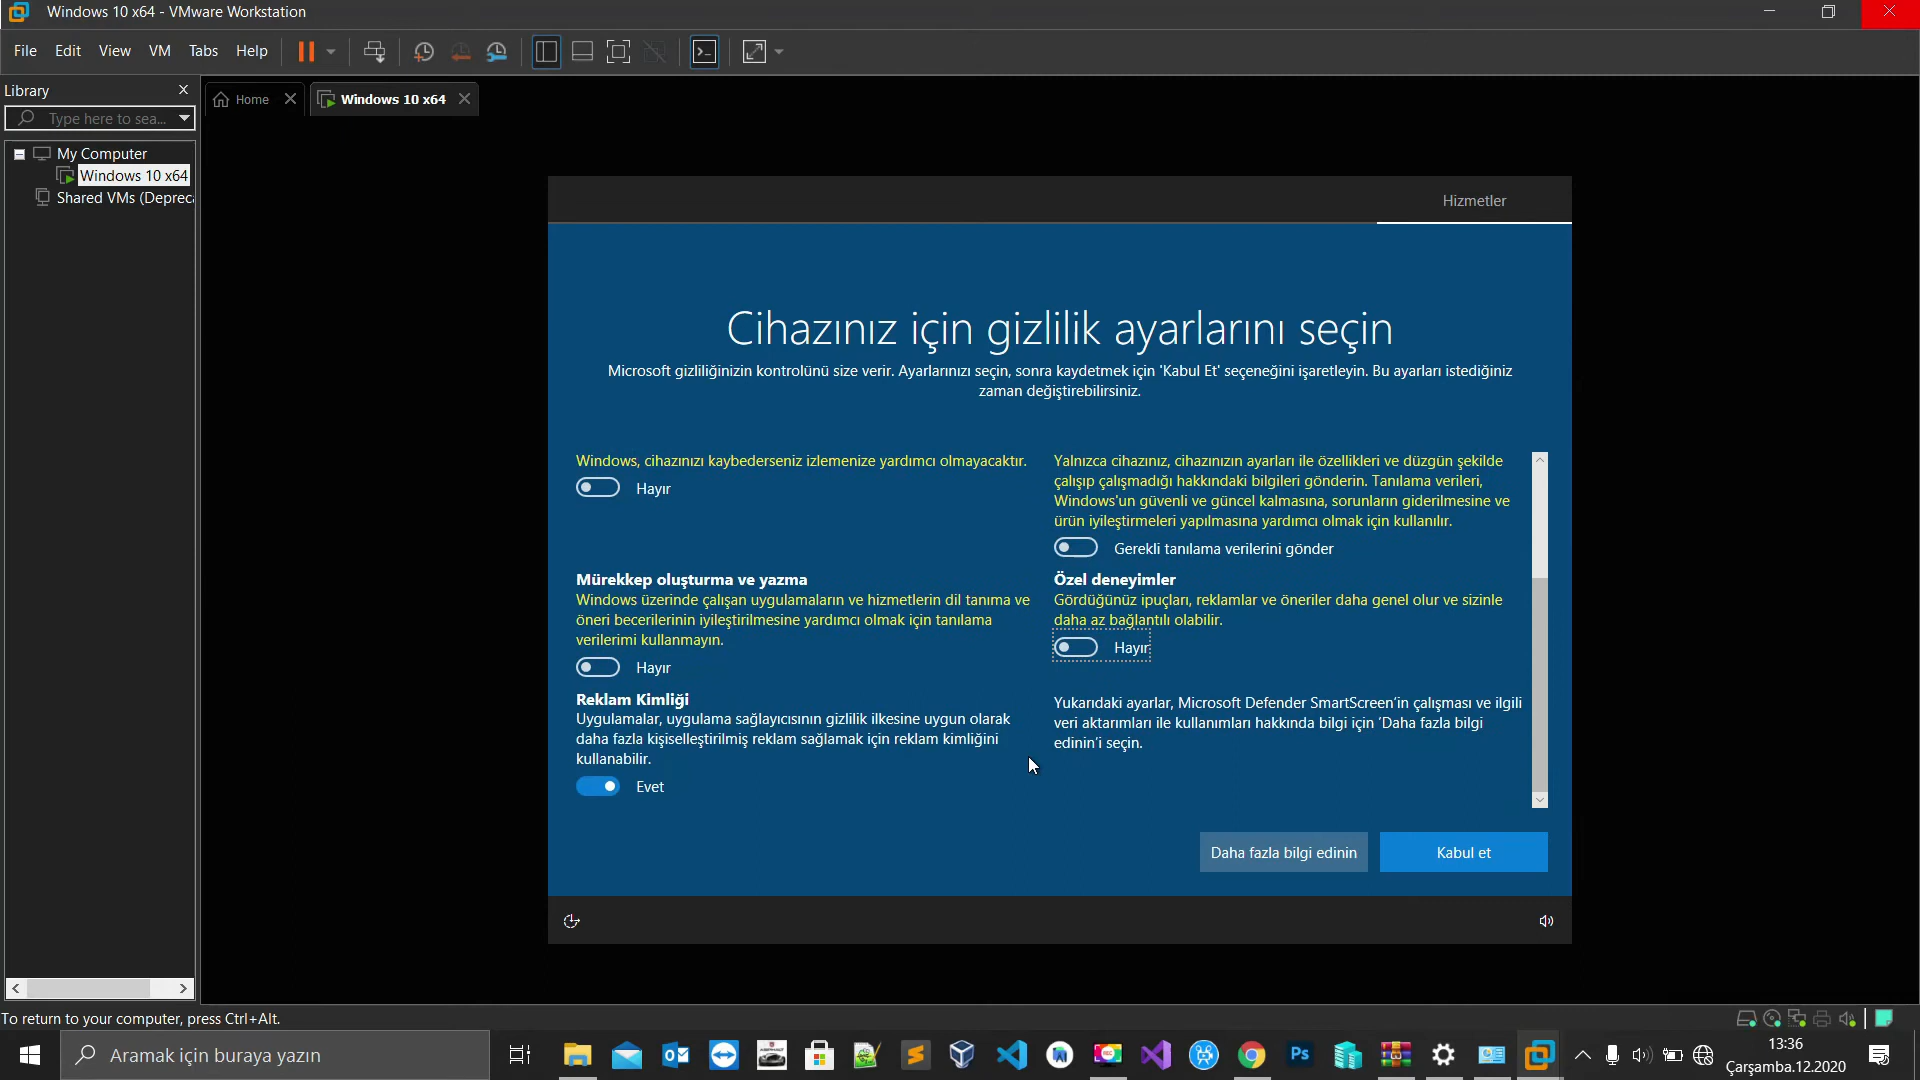 Windows 10 x64 - VMware Workstation
File Edit View VM Tabs Help
Library
Home
Windows 10 x64
Type here to sea...
My Computer
Windows 10 x64
Shared VMs (Depreca
Hizmetler
Cihazınız için gizlilik ayarlarını seçin
Microsoft gizliliğinizin kontrolünü size verir. Ayarlarınızı seçin, sonra kaydetmek için 'Kabul Et' seçeneğini işaretleyin. Bu ayarları istediğiniz
zaman değiştirebilirsiniz.
Windows, cihazınızı kaybederseniz izlemenize yardımcı olmayacaktır.
Hayır
Yalnızca cihazınız, cihazınızın ayarları ile özellikleri ve düzgün şekilde
çalışıp çalışmadığı hakkındaki bilgileri gönderin. Tanılama verileri,
Windows'un güvenli ve güncel kalmasına, sorunların giderilmesine ve
ürün iyileştirmeleri yapılmasına yardımcı olmak için kullanılır.
Gerekli tanılama verilerini gönder
Mürekkep oluşturma ve yazma
Windows üzerinde çalışan uygulamaların ve hizmetlerin dil tanıma ve
öneri becerilerinin iyileştirilmesine yardımcı olmak için tanılama
verilerimi kullanmayın.
Hayır
Özel deneyimler
Gördüğünüz ipuçları, reklamlar ve öneriler daha genel olur ve sizinle
daha az bağlantılı olabilir.
Hayır
Reklam Kimliği
Uygulamalar, uygulama sağlayıcısının gizlilik ilkesine uygun olarak
daha fazla kişiselleştirilmiş reklam sağlamak için reklam kimliğini
kullanabilir.
Evet
Yukarıdaki ayarlar, Microsoft Defender SmartScreen'in çalışması ve ilgili
veri aktarımları ile kullanımları hakkında bilgi için 'Daha fazla bilgi
edinin'i seçin.
Daha fazla bilgi edinin
Kabul et
To return to your computer, press Ctrl+Alt.
Aramak için buraya yazın
Ps
13:36
Çarşamba.12.2020